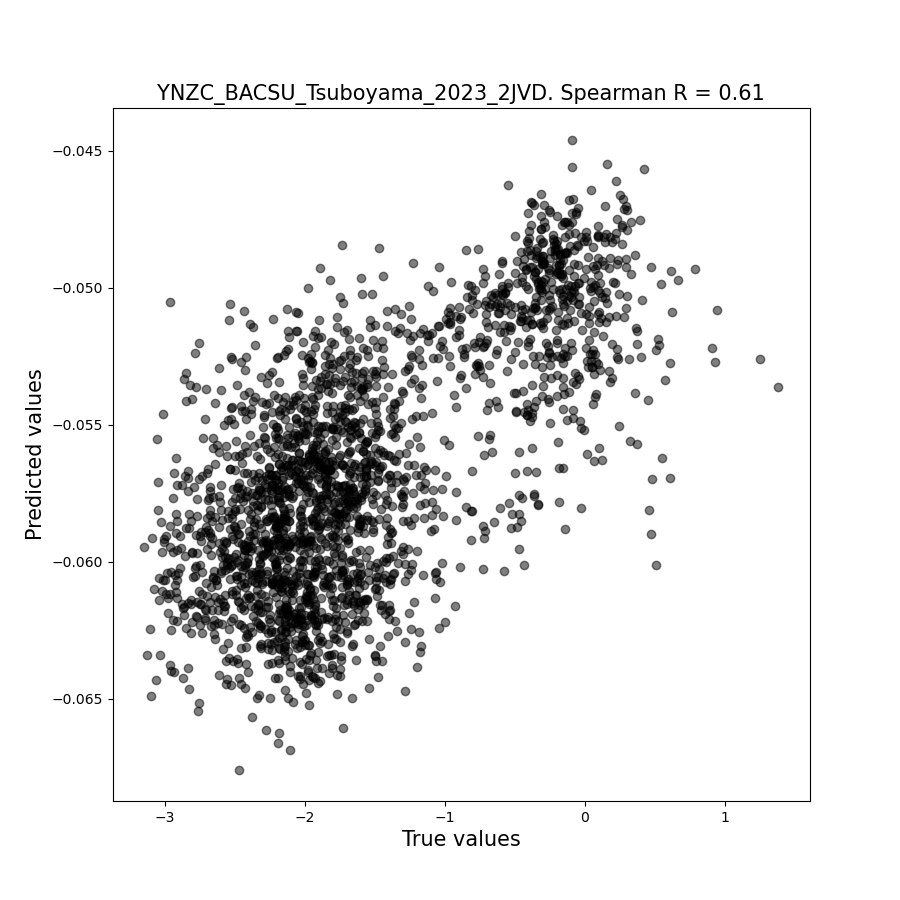 YNZC_BACSU_Tsuboyama_2023_2JVD. Spearman R = 0.61
−0.045
−0.050
−0.055
−0.060
−0.065
Predicted values
−3 −2 −1 0 1
True values